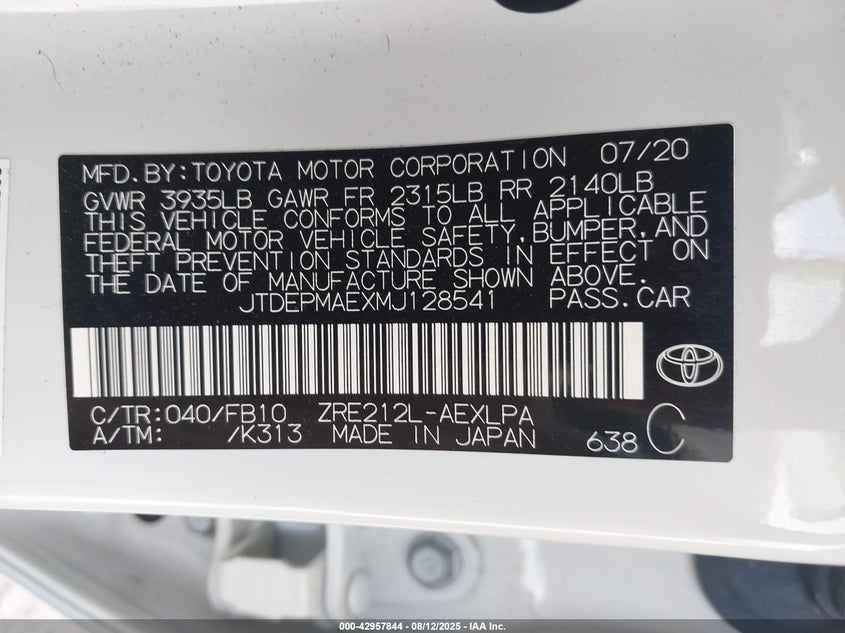 MFD. BY: TOYOTA MOTOR CORPORATION 07/20
GVWR 3935LB GAWR FR 2315LB RR 2140LB
THIS VEHICLE CONFORMS TO ALL APPLICABLE
FEDERAL MOTOR VEHICLE SAFETY, BUMPER, AND
THEFT PREVENTION STANDARDS IN EFFECT ON
THE DATE OF MANUFACTURE SHOWN ABOVE.
JTDEPMAEXMJ128541 PASS.CAR
C/TR: 040/FB10 ZRE212L-AEXLPA
A/TM: /K313 MADE IN JAPAN 638 C
000-42957844 - 08/12/2025 - IAA Inc.